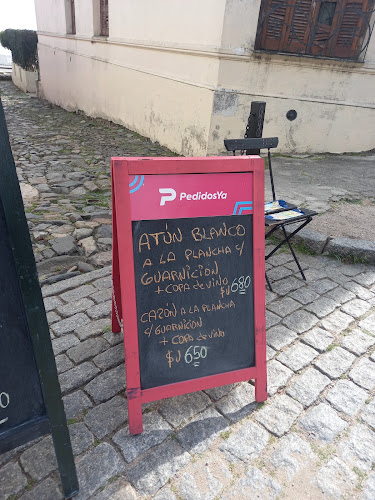 PedidosYa
ATÚN BLANCO
A LA PLANCHA c/
GUARNICIÓN
+ COPA de VINO
$U 680
CAZÓN A LA PLANCHA
c/ GUARNICIÓN
+ COPA de VINO
$U 650